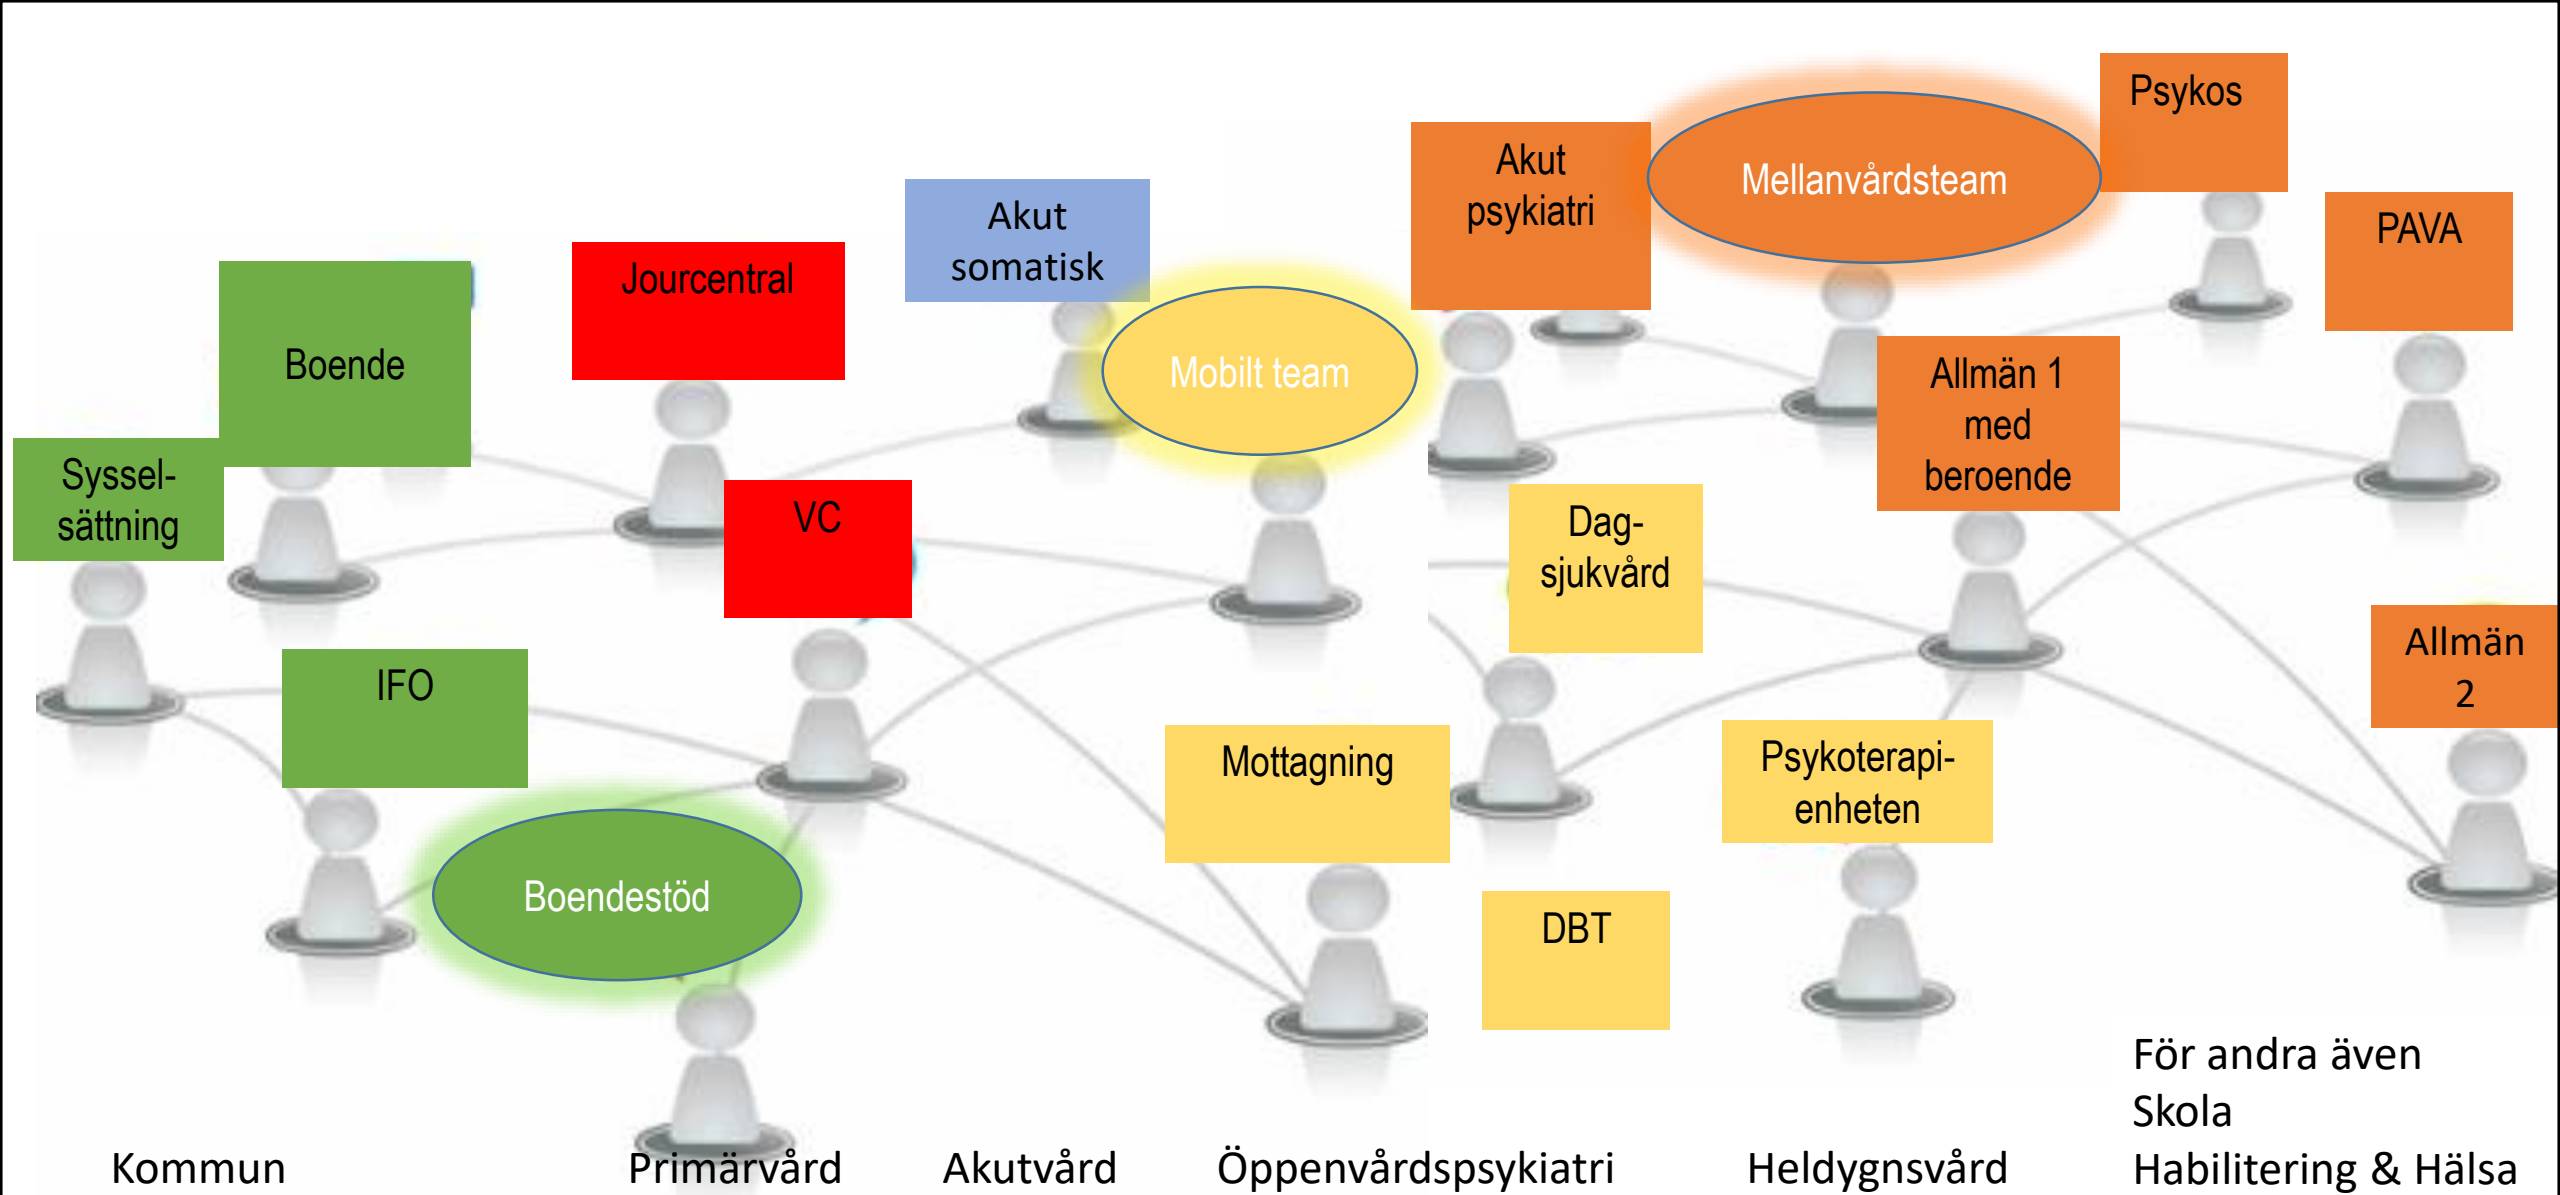 Psykos
Akut
psykiatri
Mellanvårdsteam
Akut
somatisk
PAVA
Jourcentral
Boende
Mobilt team
Allmän 1
med
beroende
Syssel-
sättning
VC
Dag-
sjukvård
Allmän
2
IFO
Mottagning
Psykoterapi-
enheten
Boendestöd
DBT
För andra även
Skola
Habilitering & Hälsa
Kommun
Primärvård
Akutvård
Öppenvårdspsykiatri
Heldygnsvård